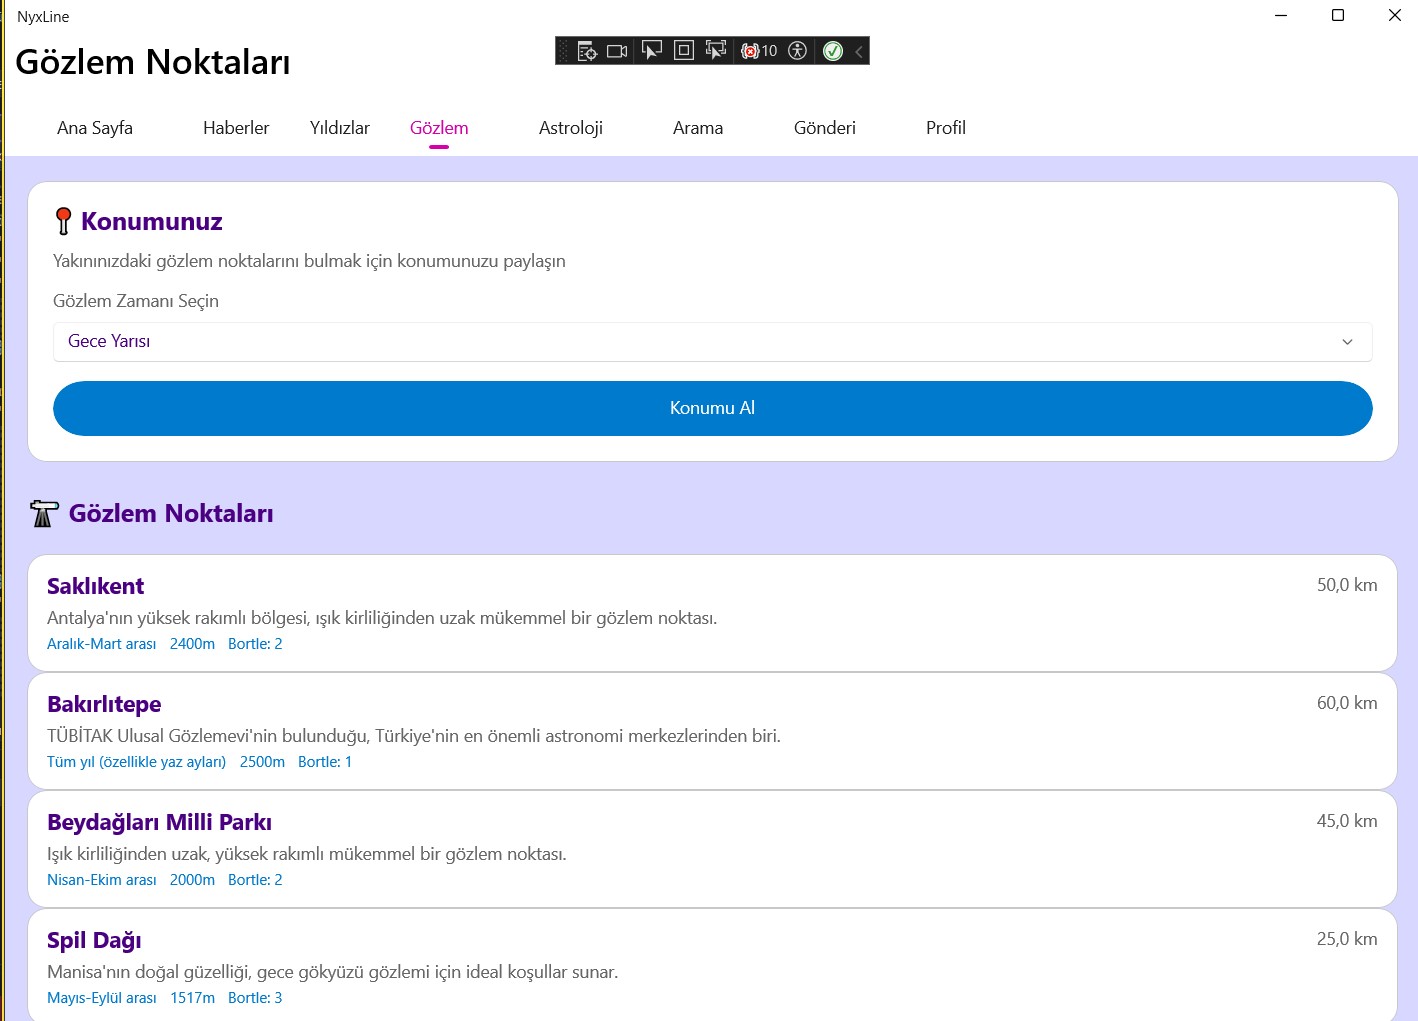 NyxLine
Gözlem Noktaları
10
Ana Sayfa Haberler Yıldızlar Gözlem Astroloji Arama Gönderi Profil
Konumunuz
Yakınınızdaki gözlem noktalarını bulmak için konumunuzu paylaşın
Gözlem Zamanı Seçin
Gece Yarısı
Konumu Al
Gözlem Noktaları
Saklıkent 50,0 km
Antalya'nın yüksek rakımlı bölgesi, ışık kirliliğinden uzak mükemmel bir gözlem noktası.
Aralık-Mart arası 2400m Bortle: 2
Bakırlıtepe 60,0 km
TÜBİTAK Ulusal Gözlemevi'nin bulunduğu, Türkiye'nin en önemli astronomi merkezlerinden biri.
Tüm yıl (özellikle yaz ayları) 2500m Bortle: 1
Beydağları Milli Parkı 45,0 km
Işık kirliliğinden uzak, yüksek rakımlı mükemmel bir gözlem noktası.
Nisan-Ekim arası 2000m Bortle: 2
Spil Dağı 25,0 km
Manisa'nın doğal güzelliği, gece gökyüzü gözlemi için ideal koşullar sunar.
Mayıs-Eylül arası 1517m Bortle: 3